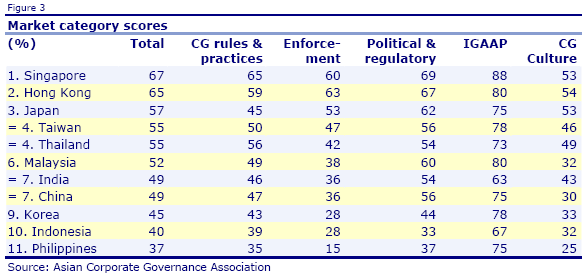 Figure 3
Market category scores
(%) Total CG rules & practices Enforce-ment Political & regulatory IGAAP CG Culture
1. Singapore 67 65 60 69 88 53
2. Hong Kong 65 59 63 67 80 54
3. Japan 57 45 53 62 75 53
= 4. Taiwan 55 50 47 56 78 46
= 4. Thailand 55 56 42 54 73 49
6. Malaysia 52 49 38 60 80 32
= 7. India 49 46 36 54 63 43
= 7. China 49 47 36 56 75 30
9. Korea 45 43 28 44 78 33
10. Indonesia 40 39 28 33 67 32
11. Philippines 37 35 15 37 75 25
Source: Asian Corporate Governance Association